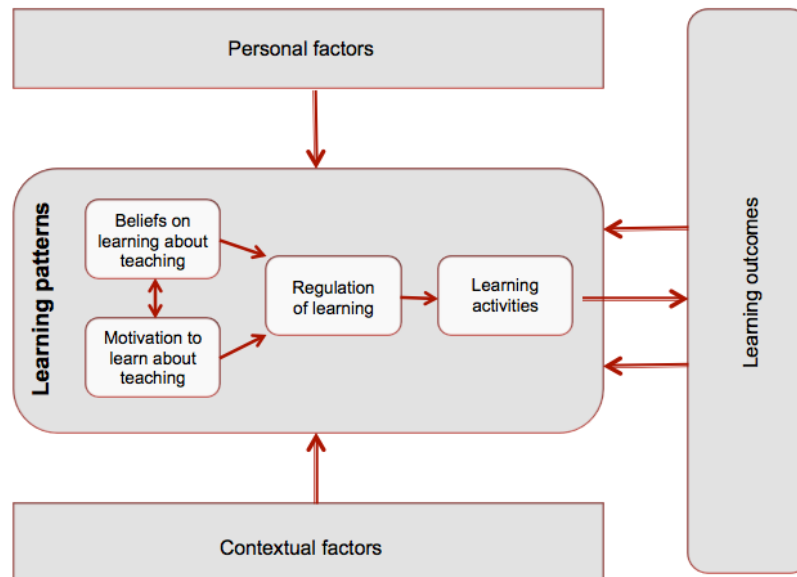 Personal factors
Learning patterns
Beliefs on
learning about
teaching
Motivation to
learn about
teaching
Regulation
of learning
Learning
activities
Learning outcomes
Contextual factors